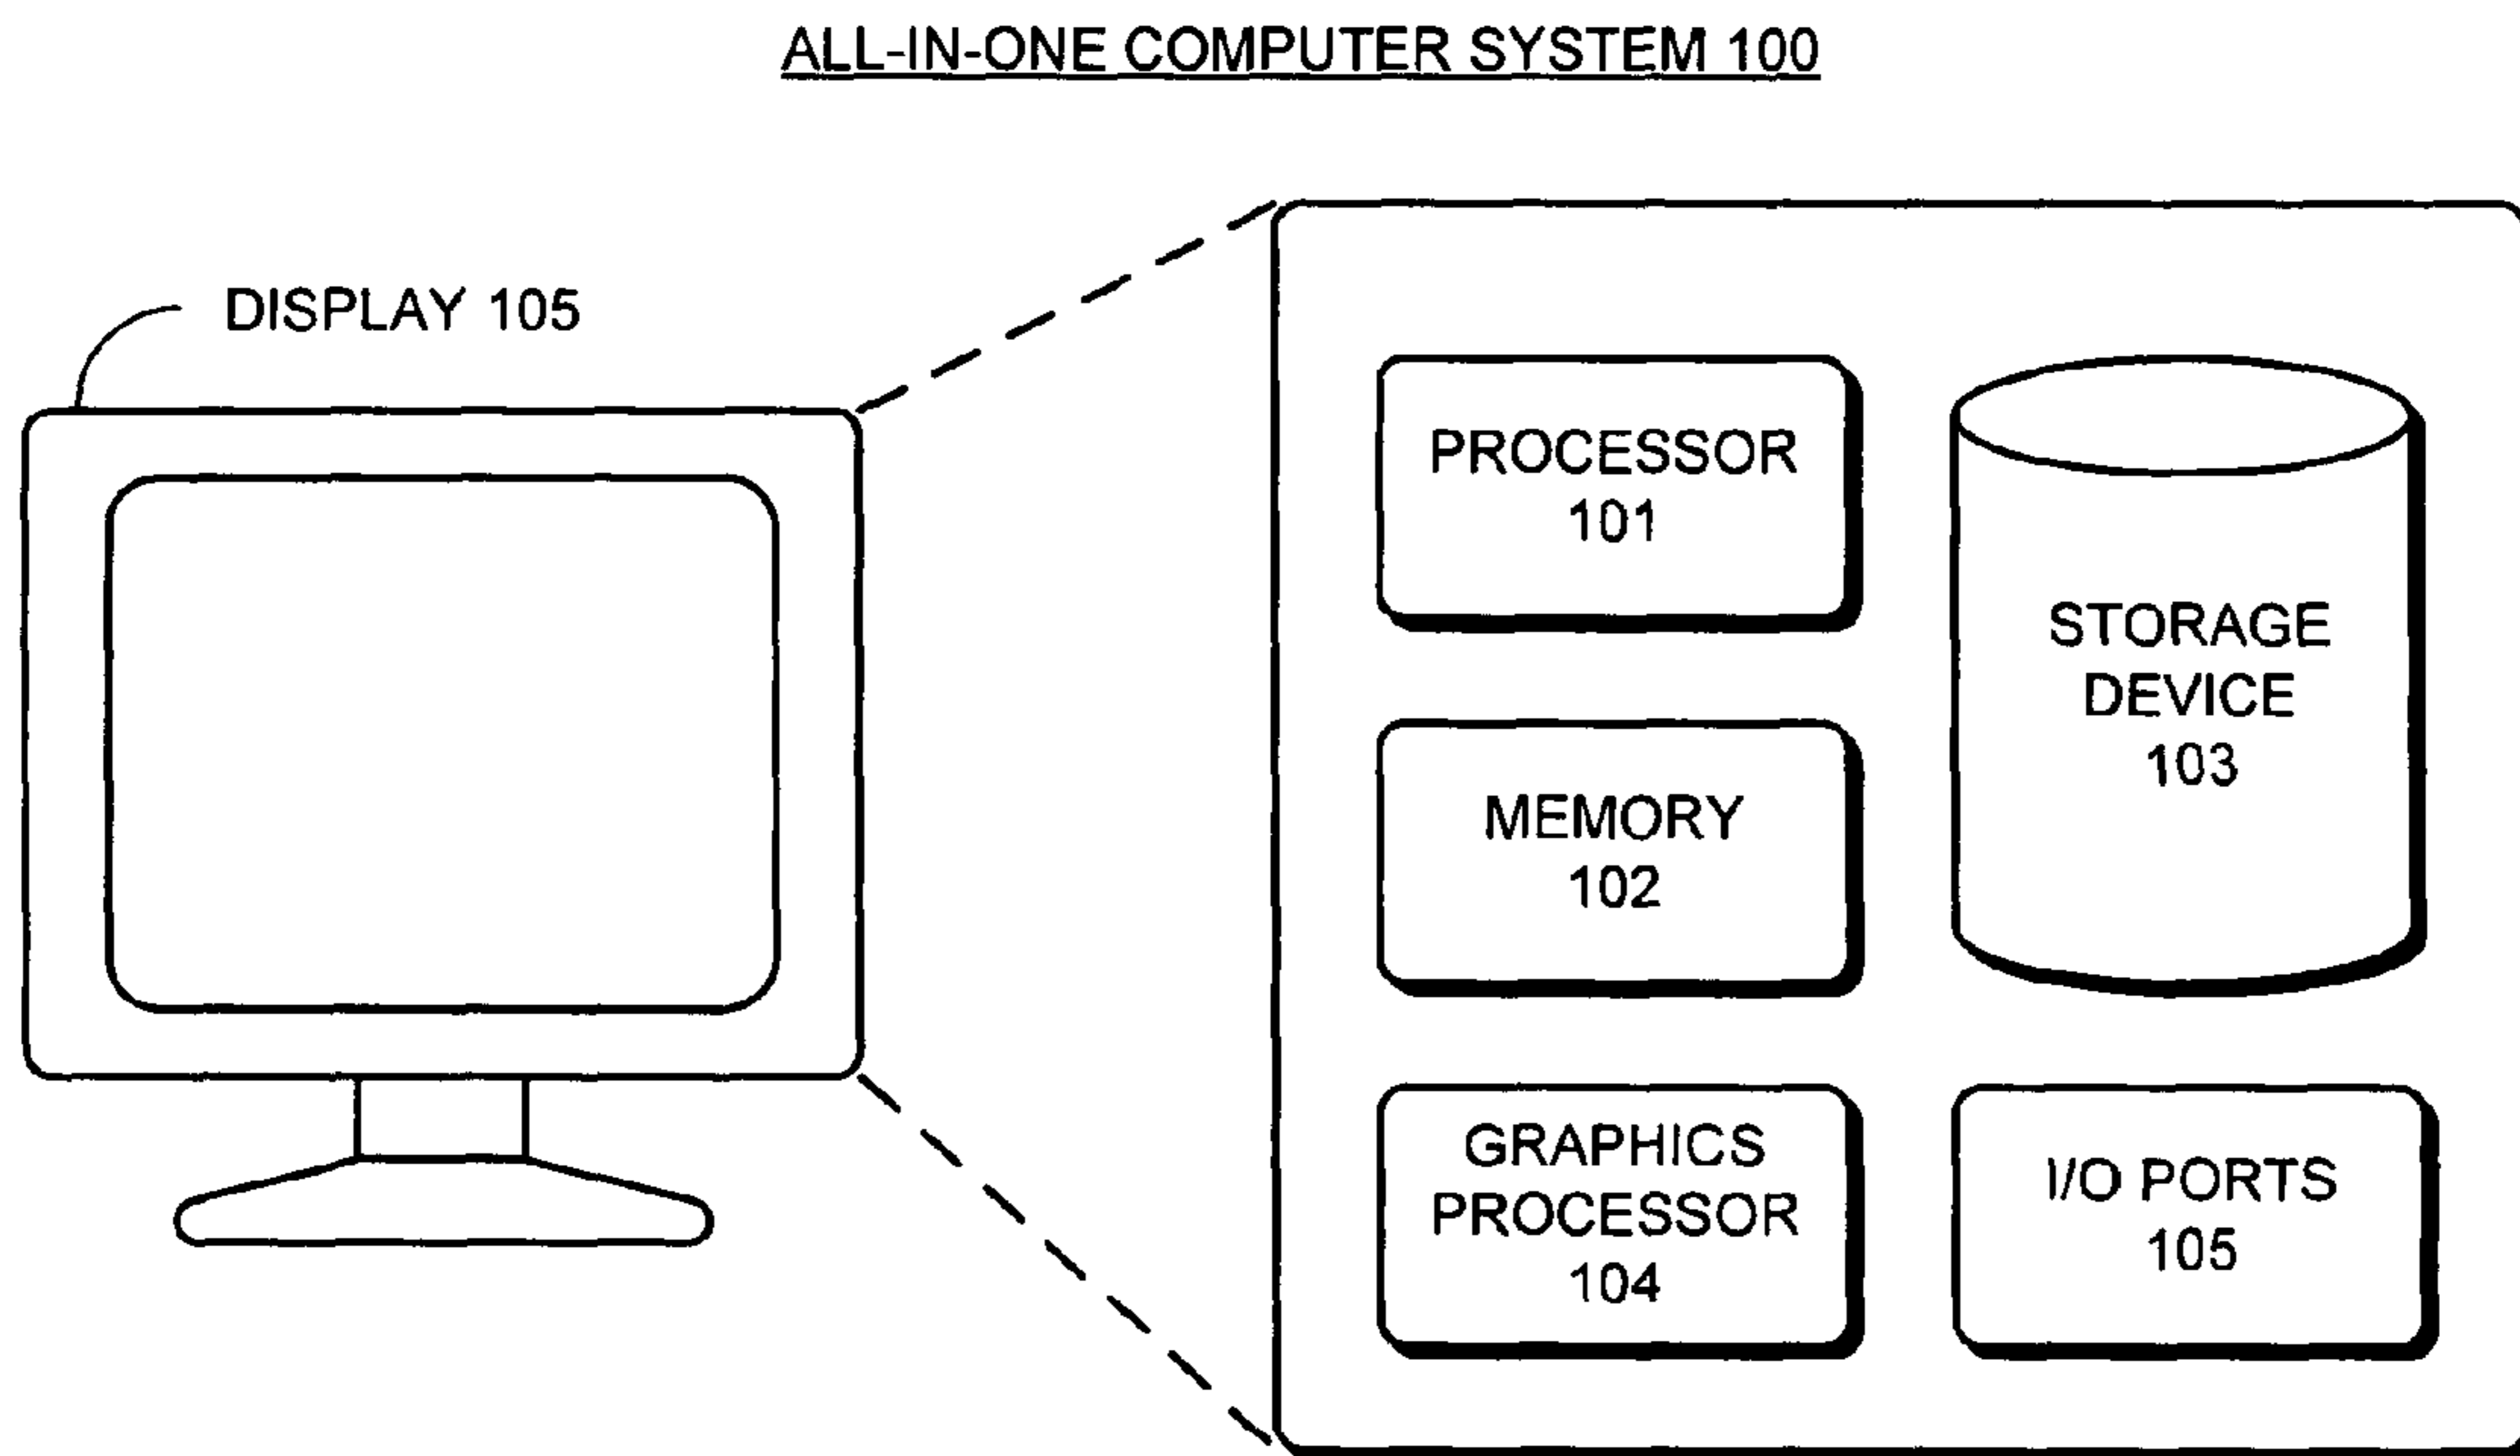 ALL-IN-ONE COMPUTER SYSTEM 100
DISPLAY 105
PROCESSOR
101
STORAGE
DEVICE
103
MEMORY
102
GRAPHICS
PROCESSOR
104
I/O PORTS
105